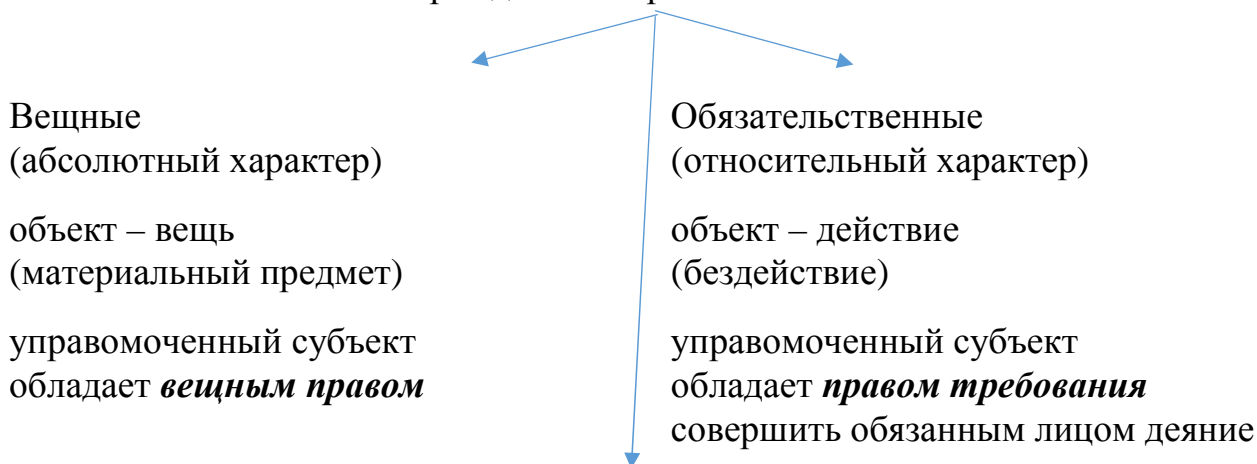 Вещные
(абсолютный характер)
объект – вещь
(материальный предмет)
управомоченный субъект
обладает вещным правом
Обязательственные
(относительный характер)
объект – действие
(бездействие)
управомоченный субъект
обладает правом требования
совершить обязанным лицом деяние